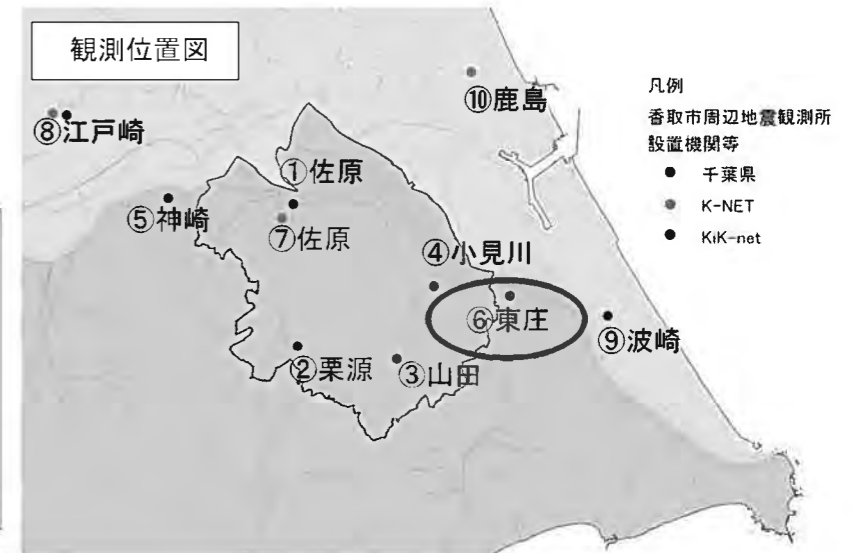 観測位置図
⑩鹿島
⑧江戸崎
①佐原
⑤神崎
⑦佐原
④小見川
⑥東庄
⑨波崎
②栗源
③山田
凡例
香取市周辺地震観測所
設置機関等
千葉県
K-NET
KiK-net